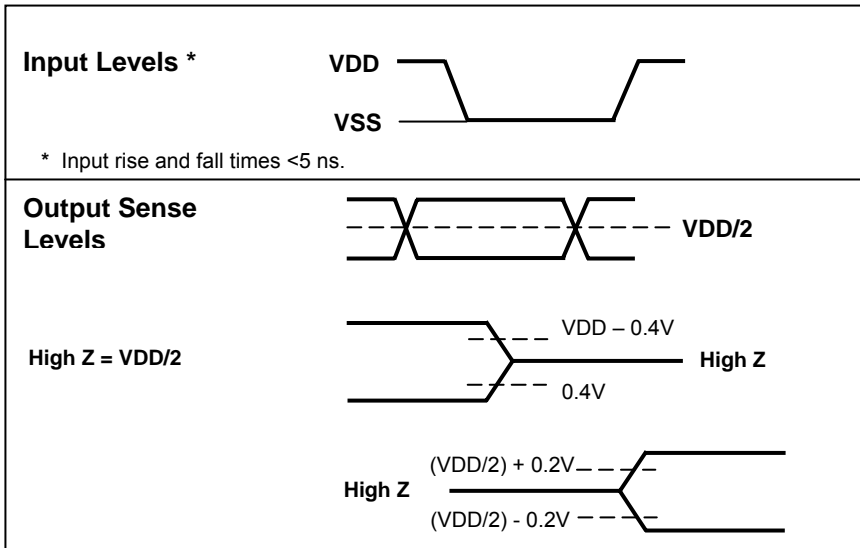 Input Levels *
VDD
VSS
* Input rise and fall times <5 ns.
Output Sense
Levels
VDD/2
VDD – 0.4V
High Z = VDD/2
High Z
0.4V
(VDD/2) + 0.2V
High Z
(VDD/2) - 0.2V